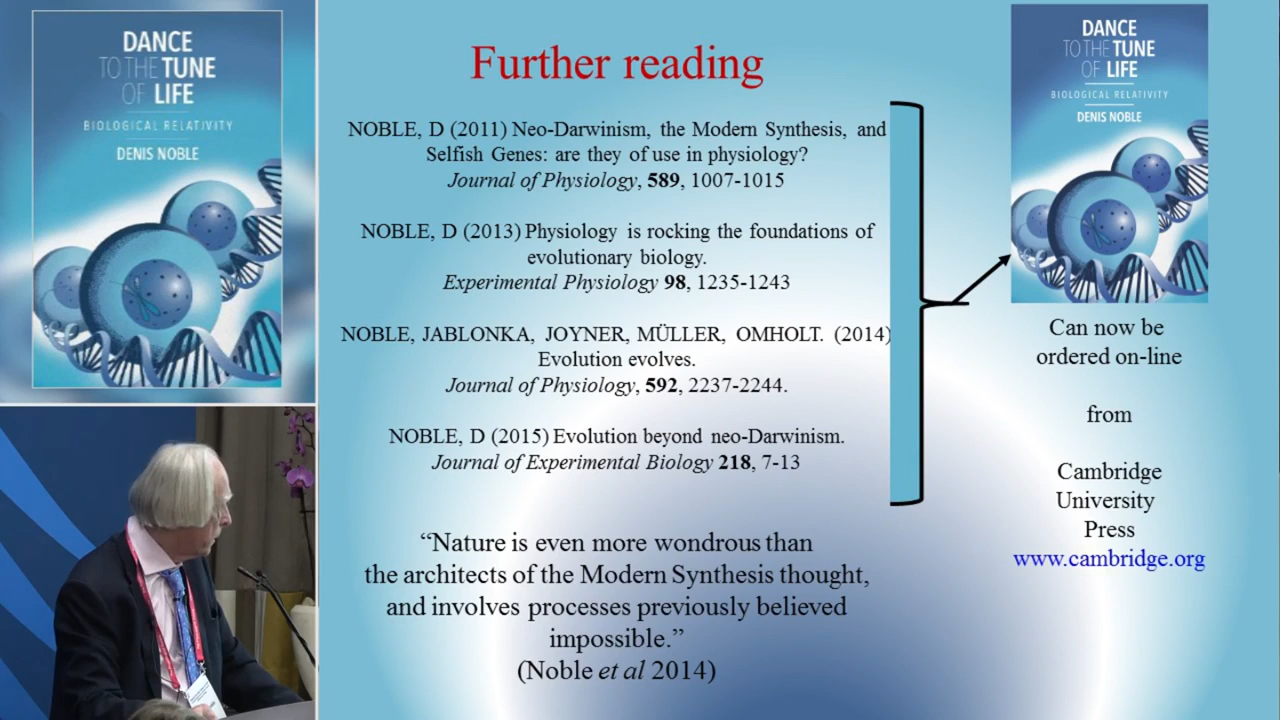 DANCE
TO THE TUNE
OF LIFE
BIOLOGICAL RELATIVITY
DENIS NOBLE
Further reading
NOBLE, D (2011) Neo-Darwinism, the Modern Synthesis, and
Selfish Genes: are they of use in physiology?
Journal of Physiology, 589, 1007-1015
NOBLE, D (2013) Physiology is rocking the foundations of
evolutionary biology.
Experimental Physiology 98, 1235-1243
NOBLE, JABLONKA, JOYNER, MÜLLER, OMHOLT. (2014)
Evolution evolves.
Journal of Physiology, 592, 2237-2244.
NOBLE, D (2015) Evolution beyond neo-Darwinism.
Journal of Experimental Biology 218, 7-13
“Nature is even more wondrous than
the architects of the Modern Synthesis thought,
and involves processes previously believed
impossible.”
(Noble et al 2014)
DANCE
TO THE TUNE
OF LIFE
BIOLOGICAL RELATIVITY
DENIS NOBLE
Can now be
ordered on-line
from
Cambridge
University
Press
www.cambridge.org